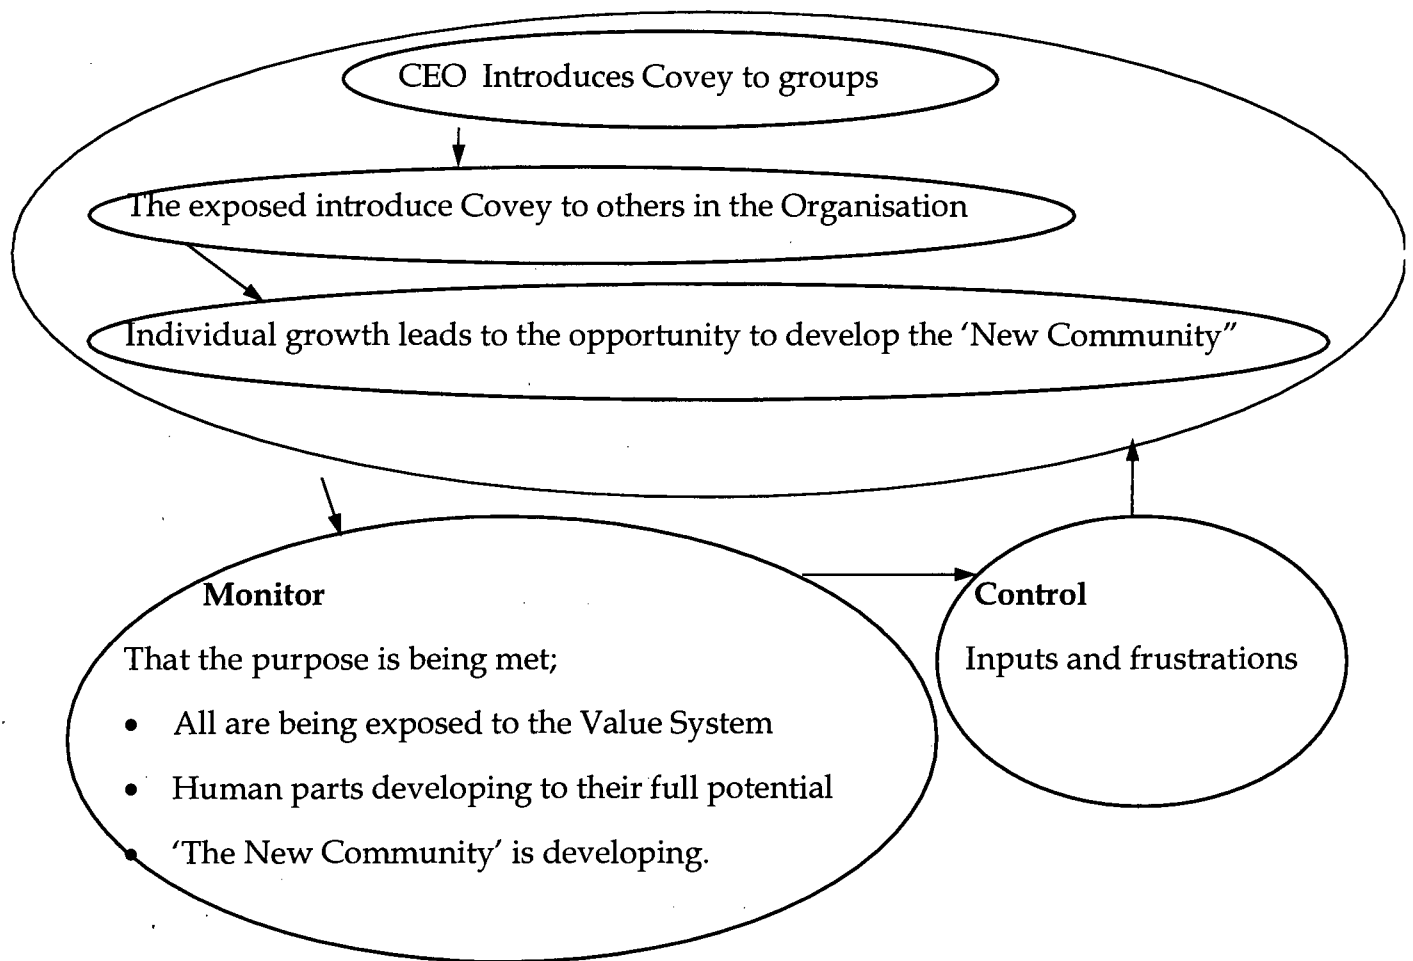 CEO Introduces Covey to groups
The exposed introduce Covey to others in the Organisation
Individual growth leads to the opportunity to develop the ‘New Community”
Monitor
That the purpose is being met;
• All are being exposed to the Value System
• Human parts developing to their full potential
• ‘The New Community’ is developing.
Control
Inputs and frustrations